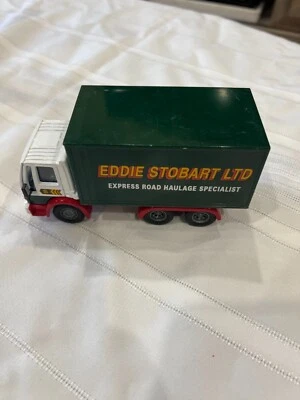 EDDIE STOBART LTD
EXPRESS ROAD HAULAGE SPECIALIST